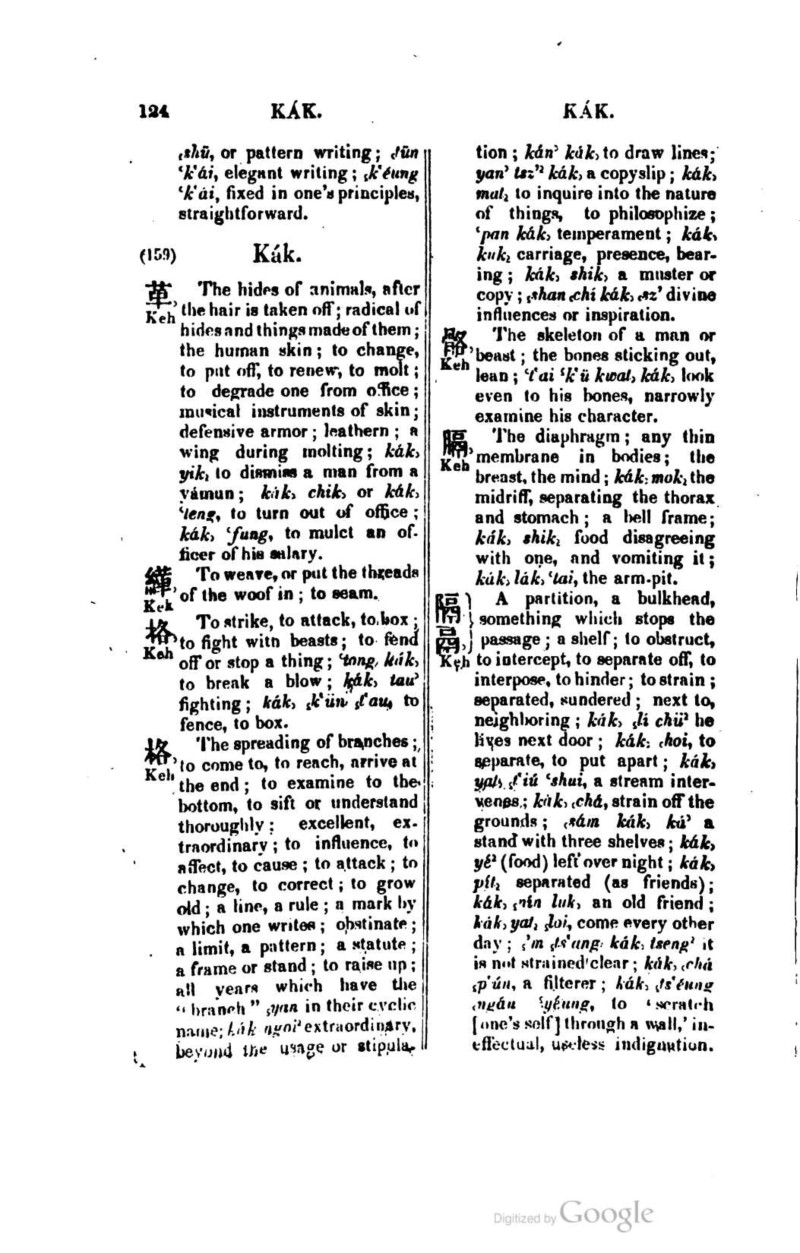 124 KÁK. KÁK.
꜀shü, or pattern writing; ꜀tün
꜂k'ái, elegant writing; ꜀k'éung
꜂k'ái, fixed in one's principles,
straightforward.
(159) Kák.
革 The hides of animals, after
Keh the hair is taken off; radical of
hides and things made of them;
the human skin; to change,
to put off, to renew, to molt;
to degrade one from office;
musical instruments of skin;
defensive armor; leathern; a
wing during molting; kák꜆
yik꜇ to dismiss a man from a
yámun; kák꜆ chik꜆ or kák꜆
꜂teng, to turn out of office;
kák꜆ ꜂fung, to mulct an of-
ficer of his salary.
To weave, or put the threads
Kek of the woof in; to seam.
挌 To strike, to attack, to box;
Keh to fight with beasts; to fend
off or stop a thing; ꜂tong꜇ kák꜆
to break a blow; kák꜆ tau꜄
fighting; kák꜆ ꜁k'ün ꜁t'au, to
fence, to box.
格 The spreading of branches;
Keh to come to, to reach, arrive at
the end; to examine to the
bottom, to sift or understand
thoroughly; excellent, ex-
traordinary; to influence, to
affect, to cause; to attack; to
change, to correct; to grow
old; a line, a rule; a mark by
which one writes; obstinate;
a limit, a pattern; a statute;
a frame or stand; to raise up;
all years which have the
"branch" ꜁yan in their cyclic
name; kák ngoi² extraordinary,
beyond the usage or stipula-
tion; kán꜄ kák꜆ to draw lines;
yan꜄ tsz'² kák꜆ a copyslip; kák꜆
mat꜇ to inquire into the nature
of things, to philosophize;
꜂pan kák꜆ temperament; kák꜆
kuk꜇ carriage, presence, bear-
ing; kák꜆ shik꜆ a muster or
copy; ꜁shan ꜀chí kák꜆ ꜀sz' divine
influences or inspiration.
骼 The skeleton of a man or
Keh beast; the bones sticking out,
lean; ꜂t'ai ꜂k'ü kwat꜆ kák꜆ look
even to his bones, narrowly
examine his character.
膈 The diaphragm; any thin
Keh membrane in bodies; the
breast, the mind; kák꜆ mok꜇ the
midriff, separating the thorax
and stomach; a bell frame;
kák꜆ shik꜇ food disagreeing
with one, and vomiting it;
kák꜆ lák꜆ ꜂tai, the arm-pit.
隔 A partition, a bulkhead,
something which stops the
鬲 passage; a shelf; to obstruct,
Keh to intercept, to separate off, to
interpose, to hinder; to strain;
separated, sundered; next to,
neighboring; kák꜆ ꜁li chü² he
lives next door; kák꜆ ꜀hoi, to
separate, to put apart; kák꜆
yat꜆ ꜁t'iú ꜂shui, a stream inter-
venes; kák꜆ ꜀chá, strain off the
grounds; ꜀sám kák꜆ ká꜄ a
stand with three shelves; kák꜆
yé² (food) left over night; kák꜆
pít꜇ separated (as friends);
kák꜆ ꜁nín luk꜆ an old friend;
kák꜆ yat꜇ ꜁loi, come every other
day; ꜁'m ꜁ts'ang kák꜆ tseng² it
is not strained clear; kák꜆ ꜀chá
꜁p'ún, a filterer; kák꜆ ꜁ts'éung
꜀ngáu ꜂yéung, to 'scratch
[one's self] through a wall,' in-
effectual, useless indignation.
Digitized by Google